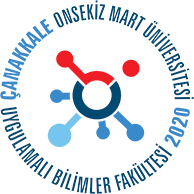 ÇANAKKALE ONSEKİZ MART ÜNİVERSİTESİ
UYGULAMALI BİLİMLER FAKÜLTESİ 2020